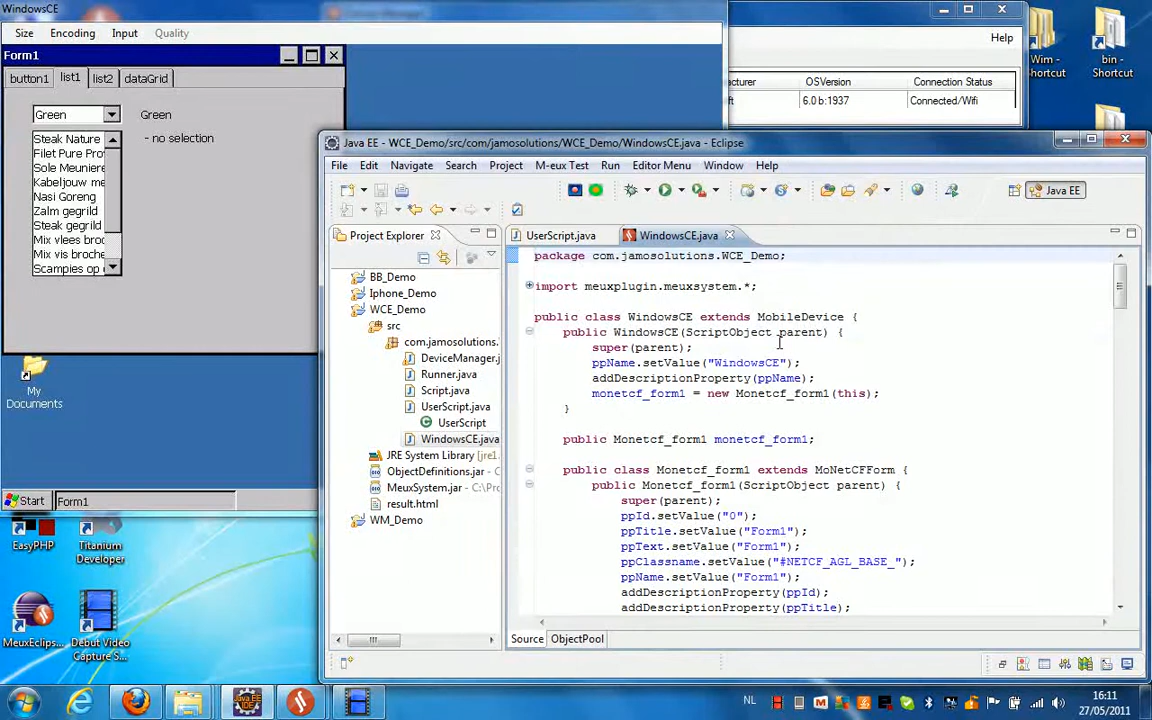 WindowsCE
Size Encoding Input Quality
Form1
button1 list1 list2 dataGrid
Green Green
- no selection
Steak Nature
Filet Pure Pro
Sole Meuniere
Kabeljouw me
Nasi Goreng
Zalm gegrild
Steak gegrild
Mix vlees broc
Mix vis broche
Scampies op
Help
OSVersion Connection Status
6.0 b:1937 Connected/Wifi
Wim - Shortcut
bin - Shortcut
My Documents
Start Form1
EasyPHP
Titanium Developer
MeuxEclips...
Debut Video Capture S...
Java EE - WCE_Demo/src/com/jamosolutions/WCE_Demo/WindowsCE.java - Eclipse
File Edit Navigate Search Project M-eux Test Run Editor Menu Window Help
Java EE
Project Explorer
BB_Demo
Iphone_Demo
WCE_Demo
src
com.jamosolutions.
DeviceManager.j
Runner.java
Script.java
UserScript.java
UserScript
WindowsCE.java
JRE System Library [jre1.
ObjectDefinitions.jar -
MeuxSystem.jar - C:\Pro
result.html
WM_Demo
UserScript.java WindowsCE.java
package com.jamosolutions.WCE_Demo;
import meuxplugin.meuxsystem.*;
public class WindowsCE extends MobileDevice {
public WindowsCE(ScriptObject parent) {
super(parent);
ppName.setValue("WindowsCE");
addDescriptionProperty(ppName);
monetcf_form1 = new Monetcf_form1(this);
}
public Monetcf_form1 monetcf_form1;
public class Monetcf_form1 extends MoNetCFForm {
public Monetcf_form1(ScriptObject parent) {
super(parent);
ppId.setValue("0");
ppTitle.setValue("Form1");
ppText.setValue("Form1");
ppClassname.setValue("#NETCF_AGL_BASE_");
ppName.setValue("Form1");
addDescriptionProperty(ppId);
addDescriptionProperty(ppTitle);
Source ObjectPool
NL
16:11
27/05/2011